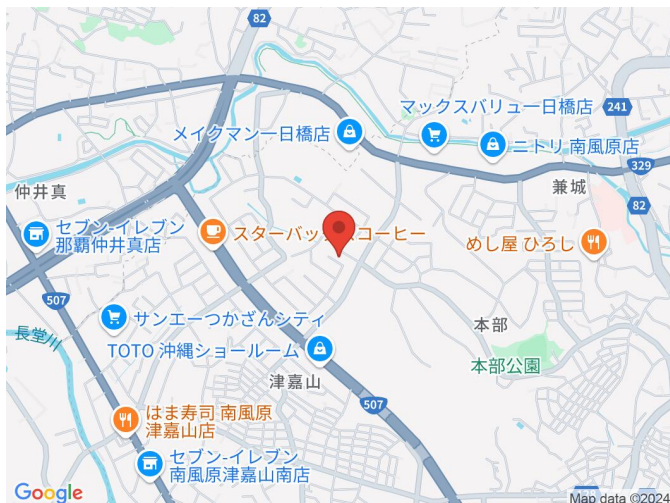 82
マックスバリュー日橋店
241
メイクマン一日橋店
ニトリ 南風原店
329
兼城
仲井真
82
セブン-イレブン
那覇仲井真店
スターバックスコーヒー
めし屋 ひろし
507
長堂川
サンエーつかざんシティ
本部
TOTO 沖縄ショールーム
本部公園
津嘉山
507
はま寿司 南風原
津嘉山店
セブン-イレブン
南風原津嘉山南店
Google
Map data ©2024